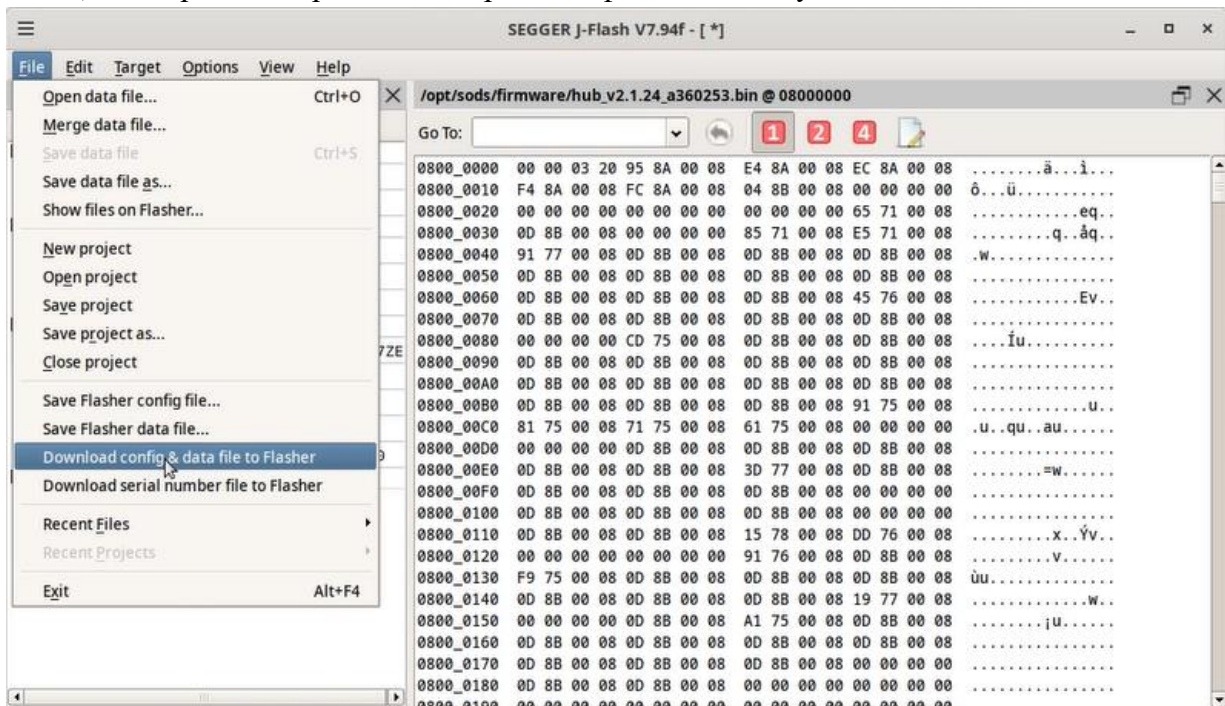 SEGGER J-Flash V7.94f - [ *]
File Edit Target Options View Help
Open data file... Ctrl+O
Merge data file...
Save data file Ctrl+S
Save data file as...
Show files on Flasher...
New project
Open project
Save project
Save project as...
Close project
Save Flasher config file...
Save Flasher data file...
Download config & data file to Flasher
Download serial number file to Flasher
Recent Files
Recent Projects
Exit Alt+F4
7ZE
/opt/sods/firmware/hub_v2.1.24_a360253.bin @ 08000000
Go To: 1 2 4
0800_0000 00 00 03 20 95 8A 00 08 E4 8A 00 08 EC 8A 00 08 ........ä...ì...
0800_0010 F4 8A 00 08 FC 8A 00 08 04 8B 00 08 00 00 00 00 ô...ü...........
0800_0020 00 00 00 00 00 00 00 00 00 00 00 00 65 71 00 08 ............eq..
0800_0030 0D 8B 00 08 00 00 00 00 85 71 00 08 E5 71 00 08 .........q..åq..
0800_0040 91 77 00 08 0D 8B 00 08 0D 8B 00 08 0D 8B 00 08 .w..............
0800_0050 0D 8B 00 08 0D 8B 00 08 0D 8B 00 08 0D 8B 00 08 ................
0800_0060 0D 8B 00 08 0D 8B 00 08 0D 8B 00 08 45 76 00 08 ............Ev..
0800_0070 0D 8B 00 08 0D 8B 00 08 0D 8B 00 08 0D 8B 00 08 ................
0800_0080 00 00 00 00 CD 75 00 08 0D 8B 00 08 0D 8B 00 08 ....Íu..........
0800_0090 0D 8B 00 08 0D 8B 00 08 0D 8B 00 08 0D 8B 00 08 ................
0800_00A0 0D 8B 00 08 0D 8B 00 08 0D 8B 00 08 0D 8B 00 08 ................
0800_00B0 0D 8B 00 08 0D 8B 00 08 0D 8B 00 08 91 75 00 08 .............u..
0800_00C0 81 75 00 08 71 75 00 08 61 75 00 08 00 00 00 00 .u..qu..au......
0800_00D0 00 00 00 00 0D 8B 00 08 0D 8B 00 08 0D 8B 00 08 ................
0800_00E0 0D 8B 00 08 0D 8B 00 08 3D 77 00 08 0D 8B 00 08 ........=w......
0800_00F0 0D 8B 00 08 0D 8B 00 08 0D 8B 00 08 00 00 00 00 ................
0800_0100 0D 8B 00 08 0D 8B 00 08 0D 8B 00 08 00 00 00 00 ................
0800_0110 0D 8B 00 08 0D 8B 00 08 15 78 00 08 DD 76 00 08 .........x..Ýv..
0800_0120 00 00 00 00 00 00 00 00 91 76 00 08 0D 8B 00 08 .........v......
0800_0130 F9 75 00 08 0D 8B 00 08 0D 8B 00 08 0D 8B 00 08 ùu..............
0800_0140 0D 8B 00 08 0D 8B 00 08 0D 8B 00 08 19 77 00 08 .............w..
0800_0150 00 00 00 00 0D 8B 00 08 A1 75 00 08 0D 8B 00 08 ........¡u......
0800_0160 0D 8B 00 08 0D 8B 00 08 0D 8B 00 08 0D 8B 00 08 ................
0800_0170 0D 8B 00 08 0D 8B 00 08 0D 8B 00 08 00 00 00 00 ................
0800_0180 0D 8B 00 08 0D 8B 00 08 00 00 00 00 00 00 00 00 ................